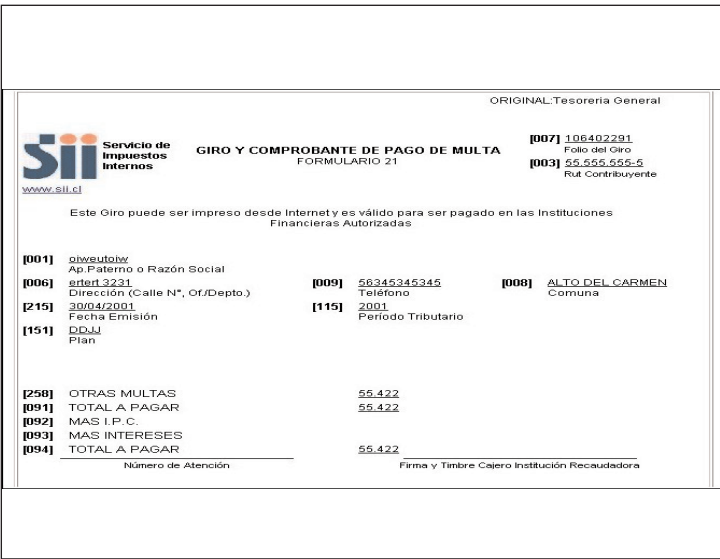 ORIGINAL:Tesoreria General
sii
Servicio de
Impuestos
Internos
www.sii.cl
GIRO Y COMPROBANTE DE PAGO DE MULTA
FORMULARIO 21
[007] 106402291
Folio del Giro
[003] 55.555.555-5
Rut Contribuyente
Este Giro puede ser impreso desde Internet y es válido para ser pagado en las Instituciones
Financieras Autorizadas
[001] oiweutoiw
Ap.Paterno o Razón Social
[006] ertert 3231 [009] 56345345345 [008] ALTO DEL CARMEN
Dirección (Calle N°, Of./Depto.) Teléfono Comuna
[215] 30/04/2001 [115] 2001
Fecha Emisión Período Tributario
[151] DDJJ
Plan
[258] OTRAS MULTAS 55.422
[091] TOTAL A PAGAR 55.422
[092] MAS I.P.C.
[093] MAS INTERESES
[094] TOTAL A PAGAR 55.422
Número de Atención Firma y Timbre Cajero Institución Recaudadora